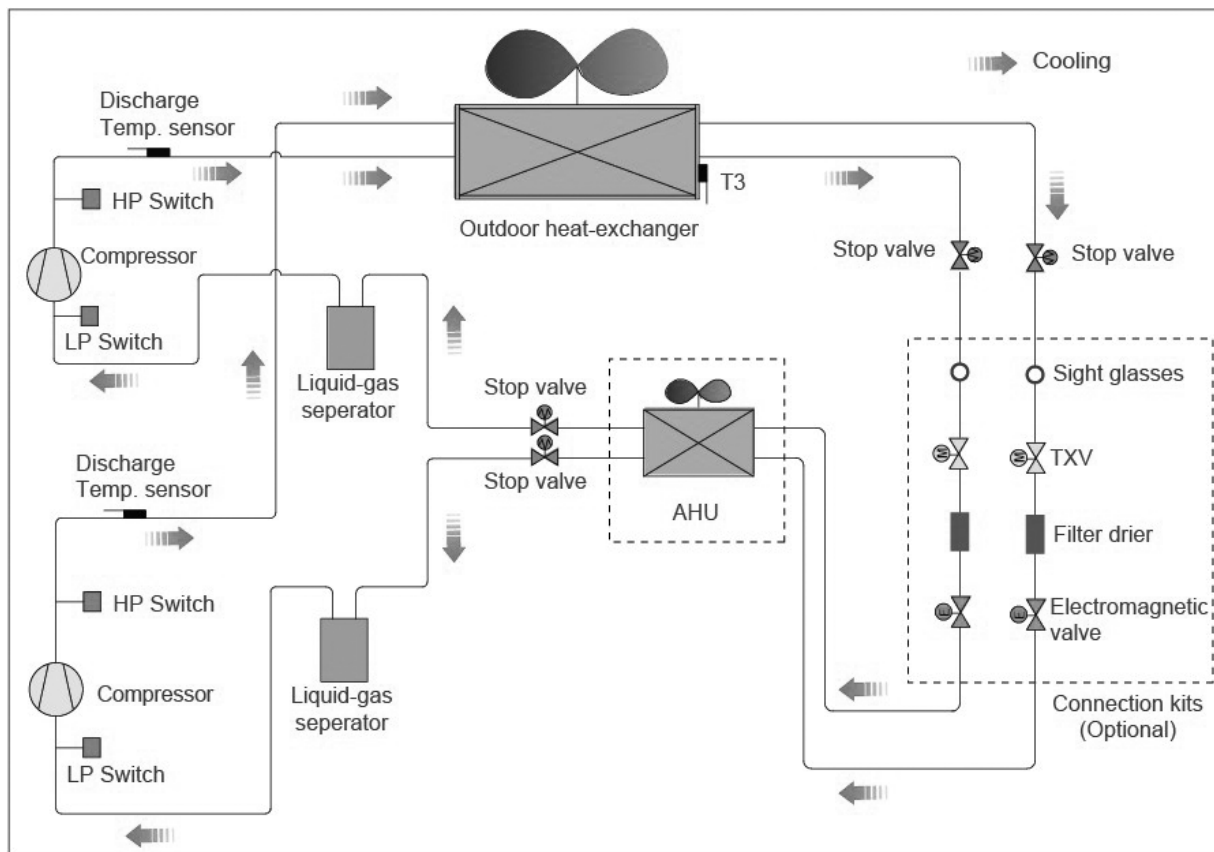 Cooling
Discharge
Temp. sensor
HP Switch
T3
Outdoor heat-exchanger
Compressor
Stop valve
Stop valve
LP Switch
Liquid-gas
seperator
Stop valve
Sight glasses
Stop valve
TXV
Discharge
Temp. sensor
AHU
Filter drier
HP Switch
Electromagnetic
valve
Compressor
Liquid-gas
seperator
Connection kits
(Optional)
LP Switch
M
M
M
M
M
M
E
E